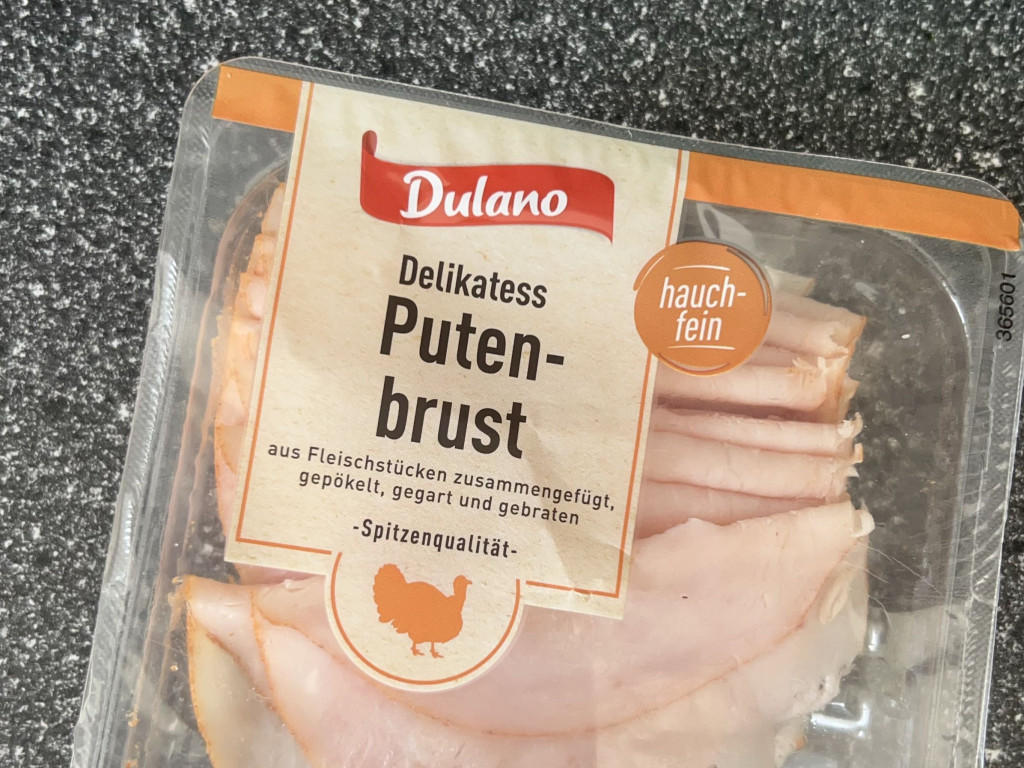 Dulano
Delikatess
Puten-
brust
aus Fleischstücken zusammengefügt,
gepökelt, gegart und gebraten
-Spitzenqualität-
hauch-
fein
365601